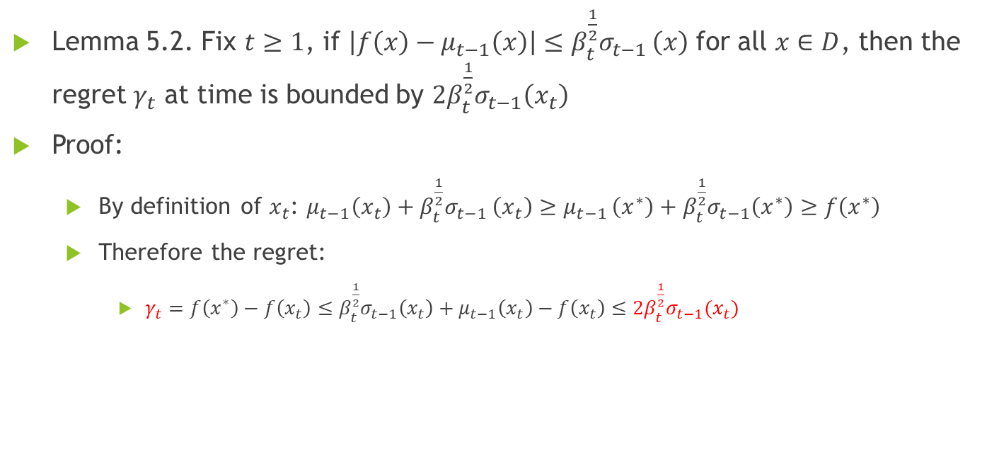 Lemma 5.2. Fix $t \geq 1$, if $|f(x) - \mu_{t-1}(x)| \leq \beta_t^{\frac{1}{2}} \sigma_{t-1}(x)$ for all $x \in D$, then the
regret $\gamma_t$ at time is bounded by $2\beta_t^{\frac{1}{2}} \sigma_{t-1}(x_t)$
Proof:
By definition of $x_t$: $\mu_{t-1}(x_t) + \beta_t^{\frac{1}{2}} \sigma_{t-1}(x_t) \geq \mu_{t-1}(x^*) + \beta_t^{\frac{1}{2}} \sigma_{t-1}(x^*) \geq f(x^*)$
Therefore the regret:
$\gamma_t = f(x^*) - f(x_t) \leq \beta_t^{\frac{1}{2}} \sigma_{t-1}(x_t) + \mu_{t-1}(x_t) - f(x_t) \leq 2\beta_t^{\frac{1}{2}} \sigma_{t-1}(x_t)$